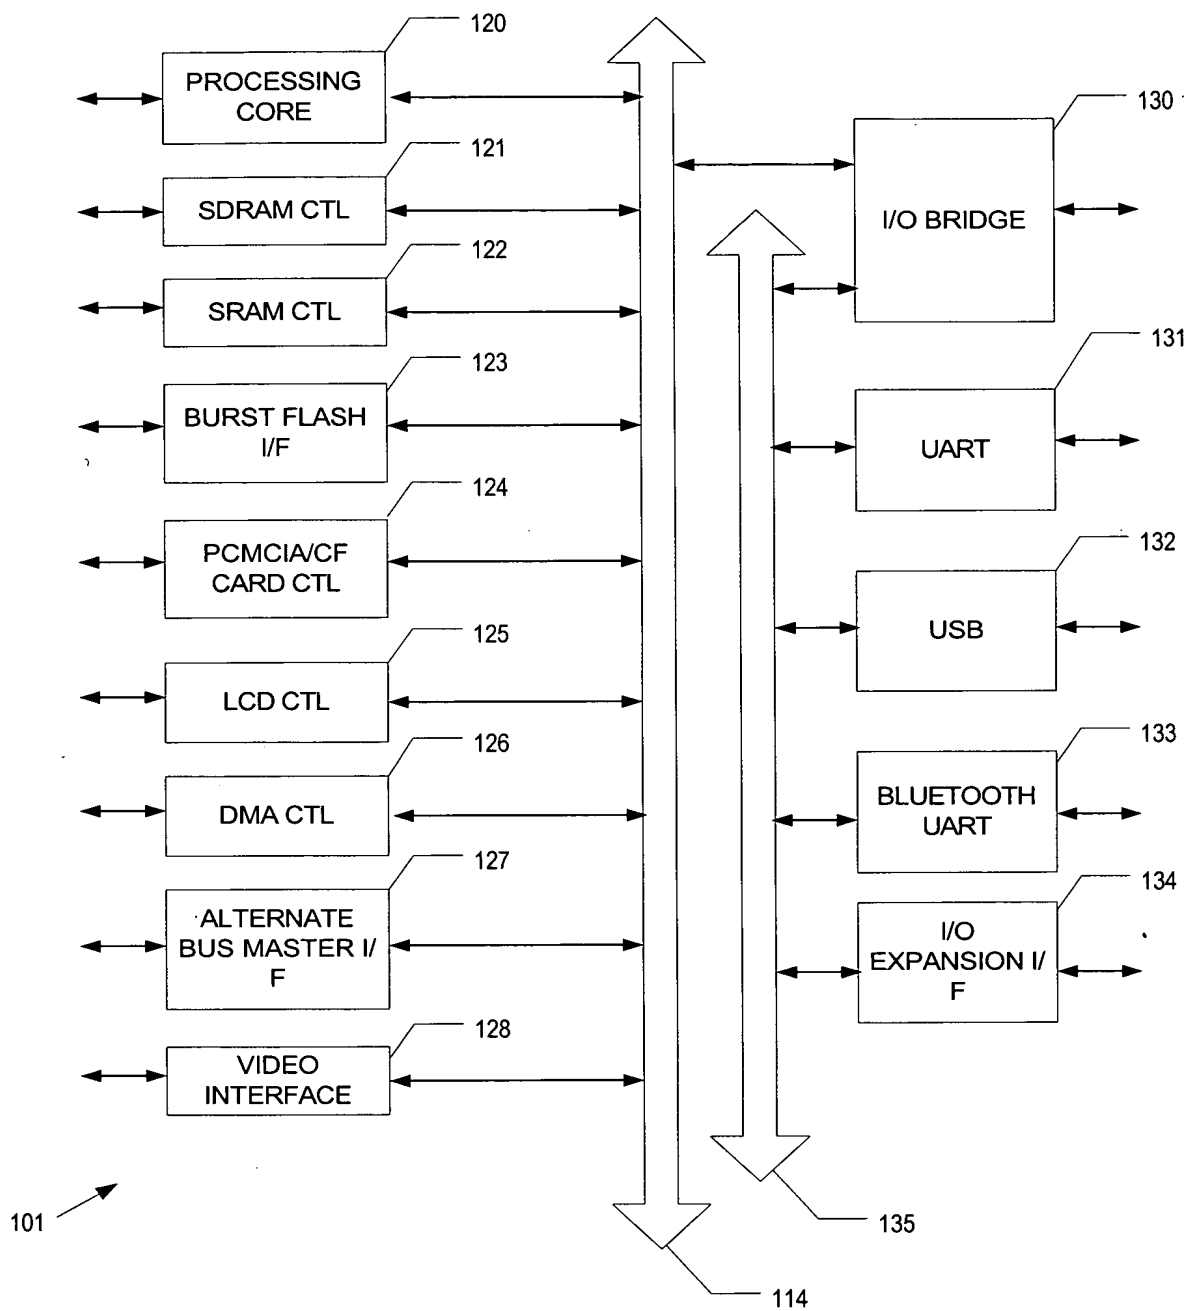 120
PROCESSING
CORE
121
SDRAM CTL
122
SRAM CTL
123
BURST FLASH
I/F
124
PCMCIA/CF
CARD CTL
125
LCD CTL
126
DMA CTL
127
ALTERNATE
BUS MASTER I/
F
128
VIDEO
INTERFACE
101
130
I/O BRIDGE
131
UART
132
USB
133
BLUETOOTH
UART
134
I/O
EXPANSION I/
F
135
114